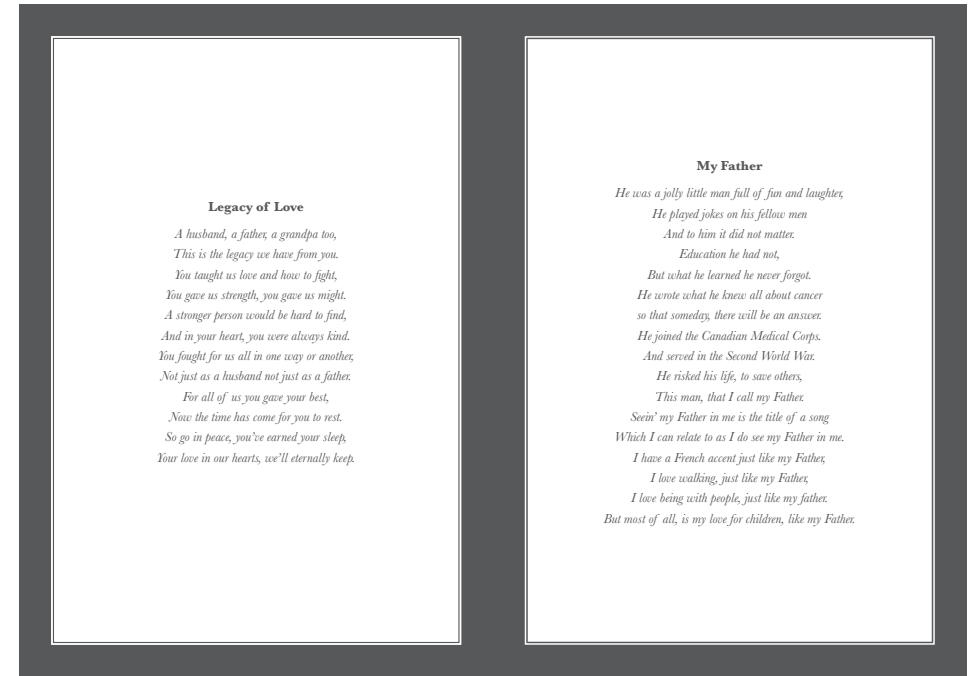 Legacy of Love
A husband, a father, a grandpa too,
This is the legacy we have from you.
You taught us love and how to fight,
You gave us strength, you gave us might.
A stronger person would be hard to find,
And in your heart, you were always kind.
You fought for us all in one way or another,
Not just as a husband not just as a father.
For all of us you gave your best,
Now the time has come for you to rest.
So go in peace, you've earned your sleep,
Your love in our hearts, we'll eternally keep.
My Father
He was a jolly little man full of fun and laughter,
He played jokes on his fellow men
And to him it did not matter.
Education he had not,
But what he learned he never forgot.
He wrote what he knew all about cancer
so that someday, there will be an answer.
He joined the Canadian Medical Corps.
And served in the Second World War.
He risked his life, to save others,
This man, that I call my Father.
Seein' my Father in me is the title of a song
Which I can relate to as I do see my Father in me.
I have a French accent just like my Father,
I love walking, just like my Father,
I love being with people, just like my father.
But most of all, is my love for children, like my Father.